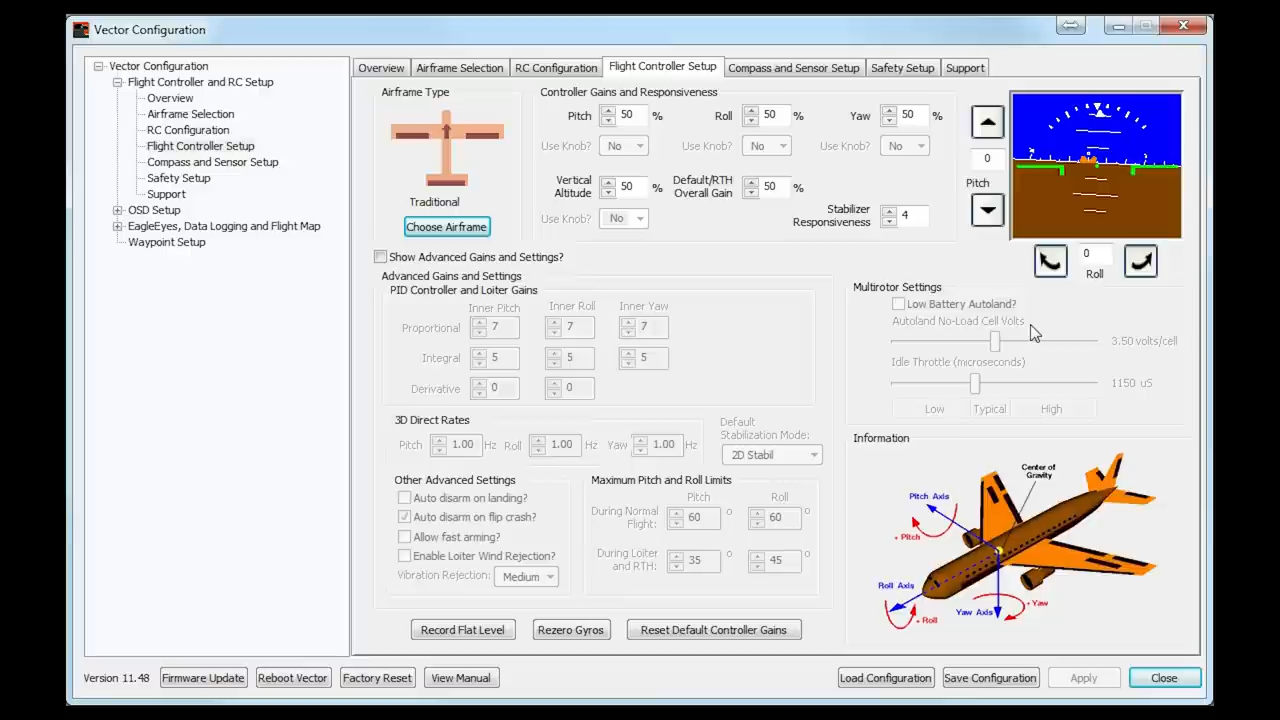 Vector Configuration
Vector Configuration
Flight Controller and RC Setup
Overview
Airframe Selection
RC Configuration
Flight Controller Setup
Compass and Sensor Setup
Safety Setup
Support
OSD Setup
EagleEyes, Data Logging and Flight Map
Waypoint Setup
Overview Airframe Selection RC Configuration Flight Controller Setup Compass and Sensor Setup Safety Setup Support
Airframe Type
Traditional
Choose Airframe
Controller Gains and Responsiveness
Pitch 50 % Roll 50 % Yaw 50 %
Use Knob? No Use Knob? No Use Knob? No
Vertical Altitude 50 % Default/RTH Overall Gain 50 %
Use Knob? No Stabilizer Responsiveness 4
0
Pitch
0
Roll
Show Advanced Gains and Settings?
Advanced Gains and Settings
PID Controller and Loiter Gains
Inner Pitch Inner Roll Inner Yaw
Proportional 7 7 7
Integral 5 5 5
Derivative 0 0
3D Direct Rates
Pitch 1.00 Hz Roll 1.00 Hz Yaw 1.00 Hz
Default
Stabilization Mode:
2D Stabil
Other Advanced Settings
Auto disarm on landing?
Auto disarm on flip crash?
Allow fast arming?
Enable Loiter Wind Rejection?
Vibration Rejection: Medium
Maximum Pitch and Roll Limits
Pitch Roll
During Normal Flight: 60 ° 60 °
During Loiter and RTH: 35 ° 45 °
Record Flat Level Rezero Gyros Reset Default Controller Gains
Multirotor Settings
Low Battery Autoland?
Autoland No-Load Cell Volts
3.50 volts/cell
Idle Throttle (microseconds)
1150 uS
Low Typical High
Information
Center of
Gravity
Pitch Axis
+ Pitch
Roll Axis
+ Roll
Yaw Axis
+ Yaw
Version 11.48 Firmware Update Reboot Vector Factory Reset View Manual Load Configuration Save Configuration Apply Close